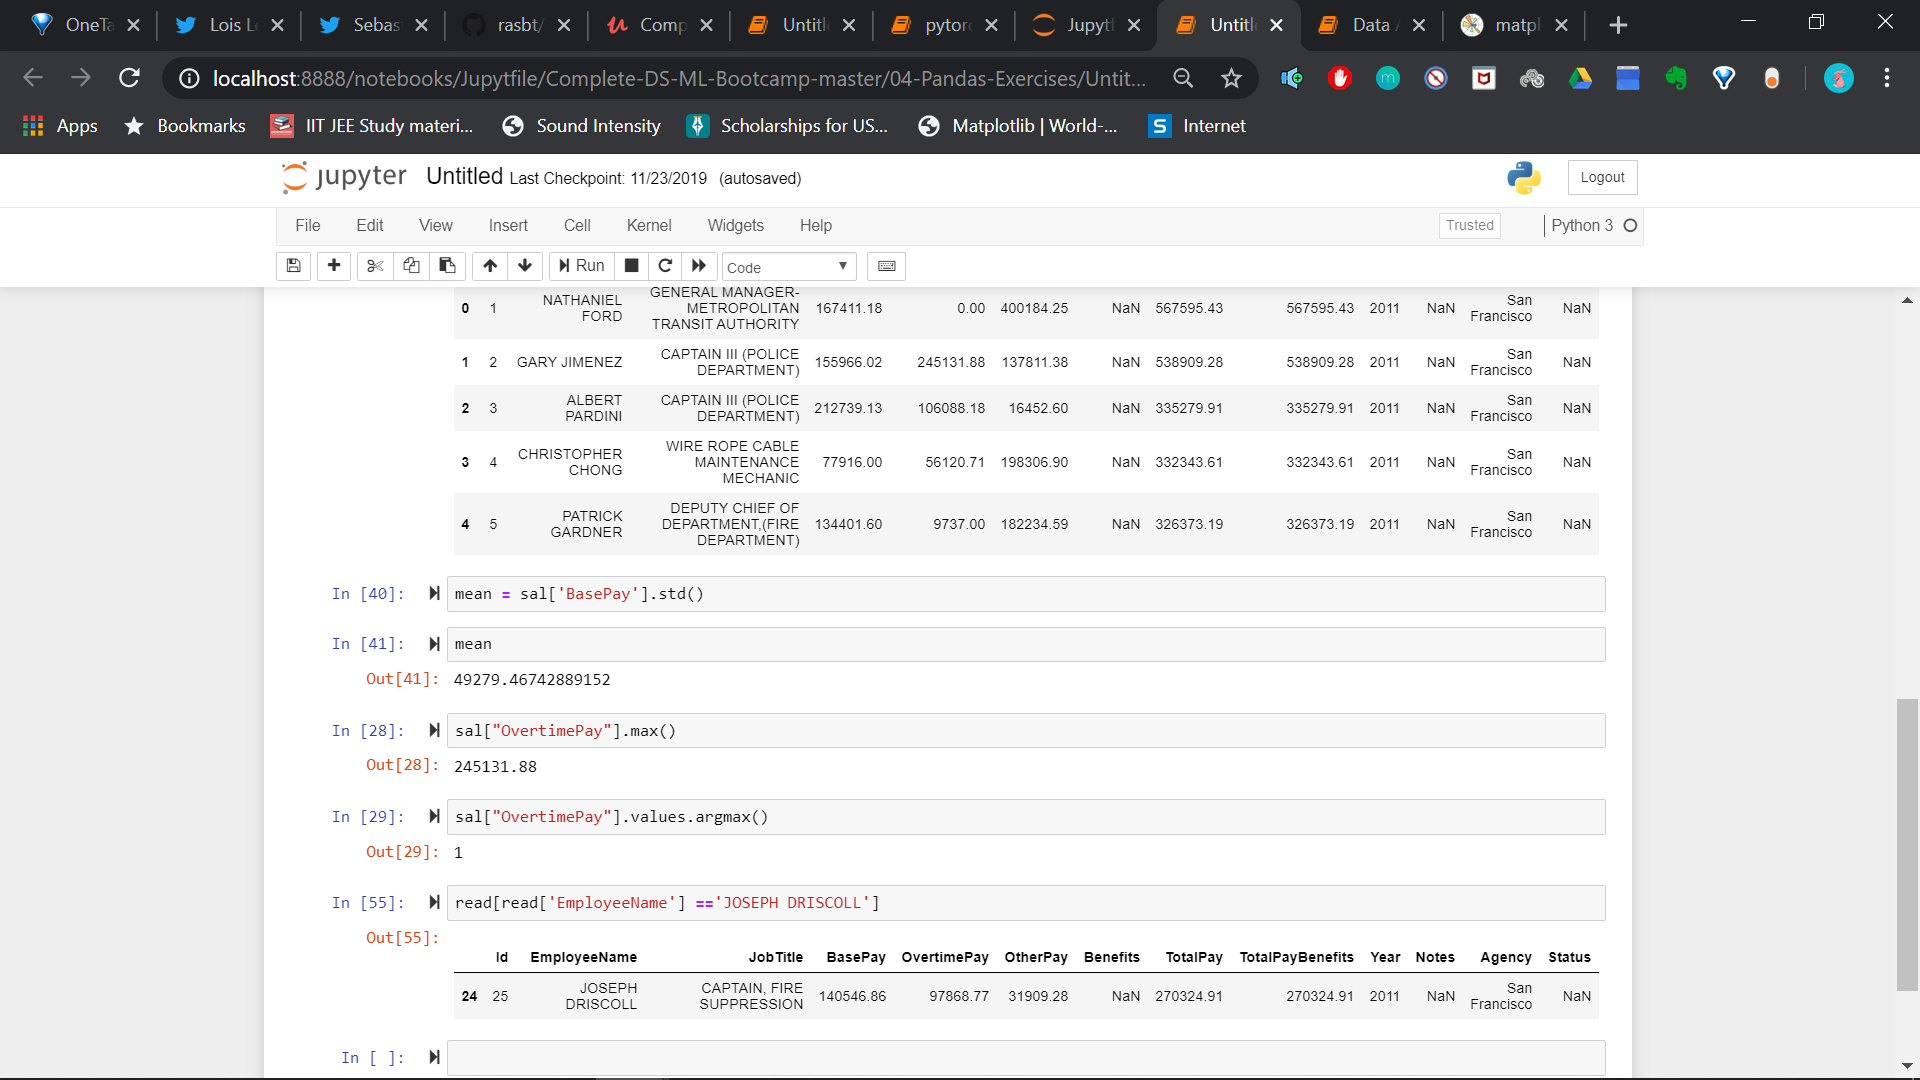 OneTa
Lois L
Sebas
rasbt/
Comp
Untitl
pytor
Jupytf
Untitl
Data
matpl
localhost:8888/notebooks/Jupytfile/Complete-DS-ML-Bootcamp-master/04-Pandas-Exercises/Untit...
Apps
Bookmarks
IIT JEE Study materi...
Sound Intensity
Scholarships for US...
Matplotlib | World-...
S
Internet
jupyter Untitled Last Checkpoint: 11/23/2019 (autosaved)
Logout
File Edit View Insert Cell Kernel Widgets Help
Trusted
Python 3
Run
Code
0 1 NATHANIEL FORD GENERAL MANAGER-METROPOLITAN TRANSIT AUTHORITY 167411.18 0.00 400184.25 NaN 567595.43 567595.43 2011 NaN San Francisco NaN
1 2 GARY JIMENEZ CAPTAIN III (POLICE DEPARTMENT) 155966.02 245131.88 137811.38 NaN 538909.28 538909.28 2011 NaN San Francisco NaN
2 3 ALBERT PARDINI CAPTAIN III (POLICE DEPARTMENT) 212739.13 106088.18 16452.60 NaN 335279.91 335279.91 2011 NaN San Francisco NaN
3 4 CHRISTOPHER CHONG WIRE ROPE CABLE MAINTENANCE MECHANIC 77916.00 56120.71 198306.90 NaN 332343.61 332343.61 2011 NaN San Francisco NaN
4 5 PATRICK GARDNER DEPUTY CHIEF OF DEPARTMENT,(FIRE DEPARTMENT) 134401.60 9737.00 182234.59 NaN 326373.19 326373.19 2011 NaN San Francisco NaN
In [40]: mean = sal['BasePay'].std()
In [41]: mean
Out[41]: 49279.46742889152
In [28]: sal["OvertimePay"].max()
Out[28]: 245131.88
In [29]: sal["OvertimePay"].values.argmax()
Out[29]: 1
In [55]: read[read['EmployeeName'] =='JOSEPH DRISCOLL']
Out[55]:
Id EmployeeName JobTitle BasePay OvertimePay OtherPay Benefits TotalPay TotalPayBenefits Year Notes Agency Status
24 25 JOSEPH DRISCOLL CAPTAIN, FIRE SUPPRESSION 140546.86 97868.77 31909.28 NaN 270324.91 270324.91 2011 NaN San Francisco NaN
In [ ]: